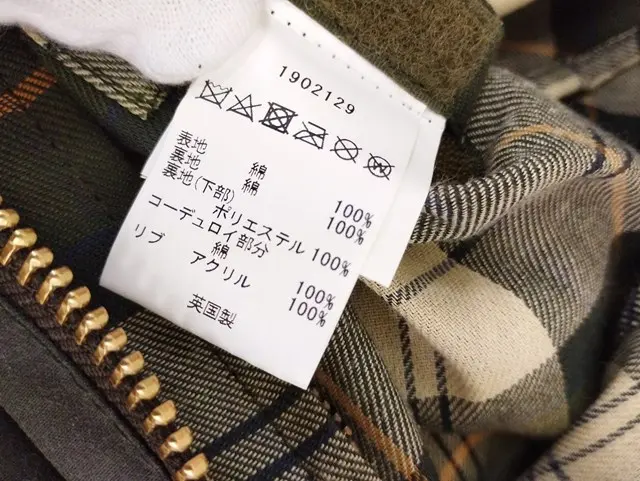 1902129
表地 綿 100%
裏地 綿 100%
裏地(下部)
ポリエステル 100%
コーデュロイ部分
綿 100%
リブ アクリル 100%
英国製